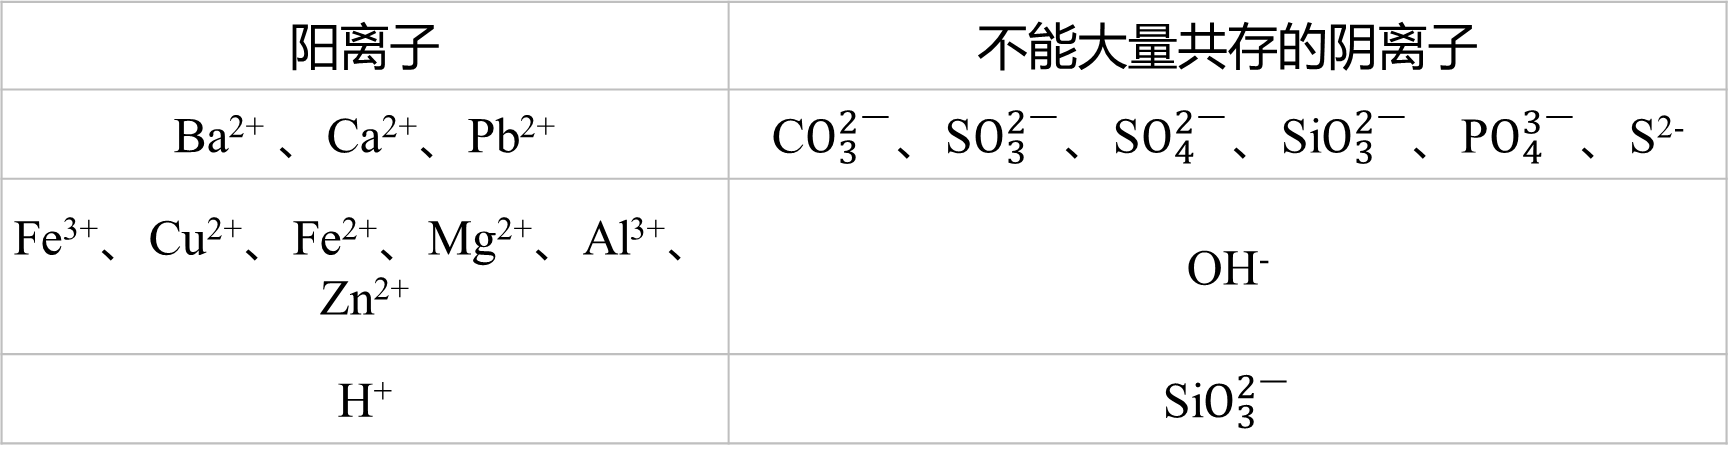 阳离子 不能大量共存的阴离子
Ba²⁺、Ca²⁺、Pb²⁺ CO₃²⁻、SO₃²⁻、SO₄²⁻、SiO₃²⁻、PO₄³⁻、S²⁻
Fe³⁺、Cu²⁺、Fe²⁺、Mg²⁺、Al³⁺、
Zn²⁺
OH⁻
H⁺ SiO₃²⁻